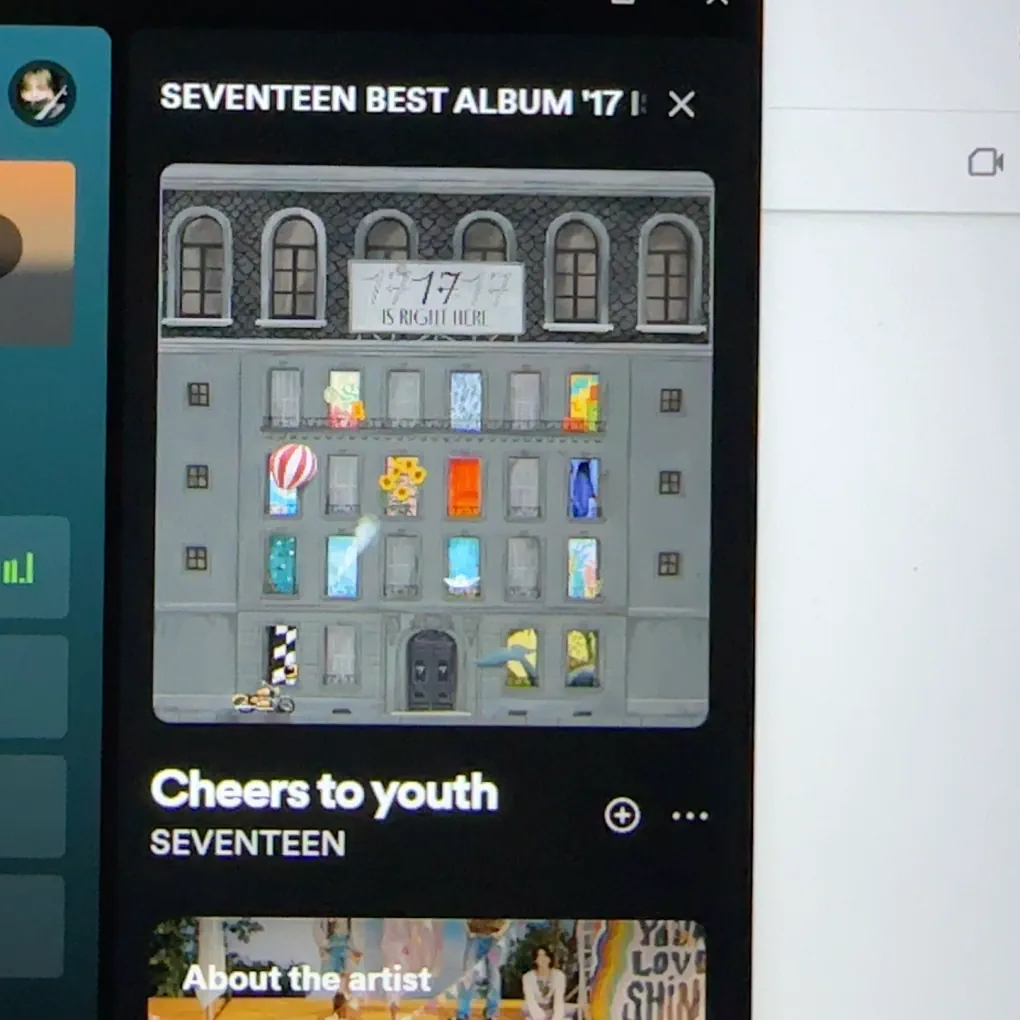 SEVENTEEN BEST ALBUM '17 I
17 17 17
IS RIGHT HERE
Cheers to youth
SEVENTEEN
About the artist
YOU
LOVE
SHIN